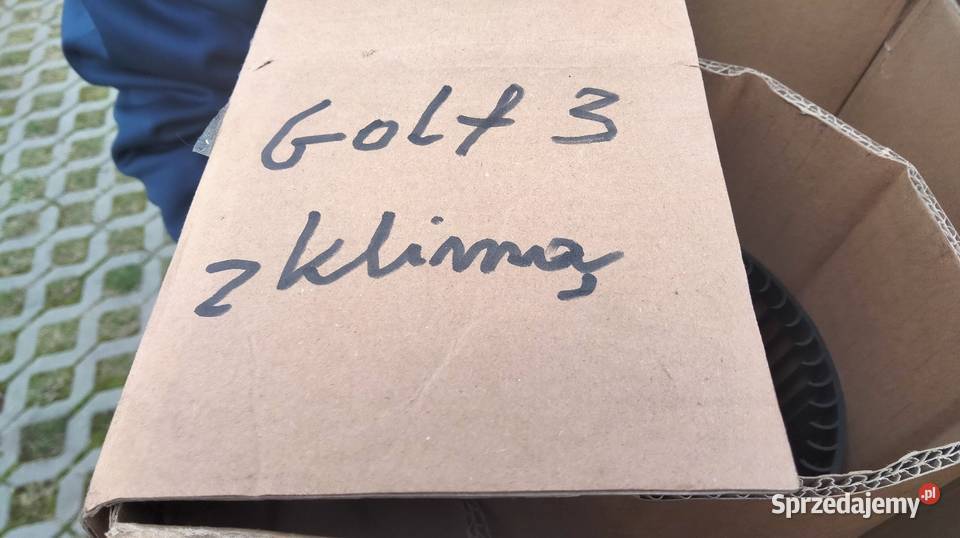 Golf 3
z klimą
Sprzedajemy.pl